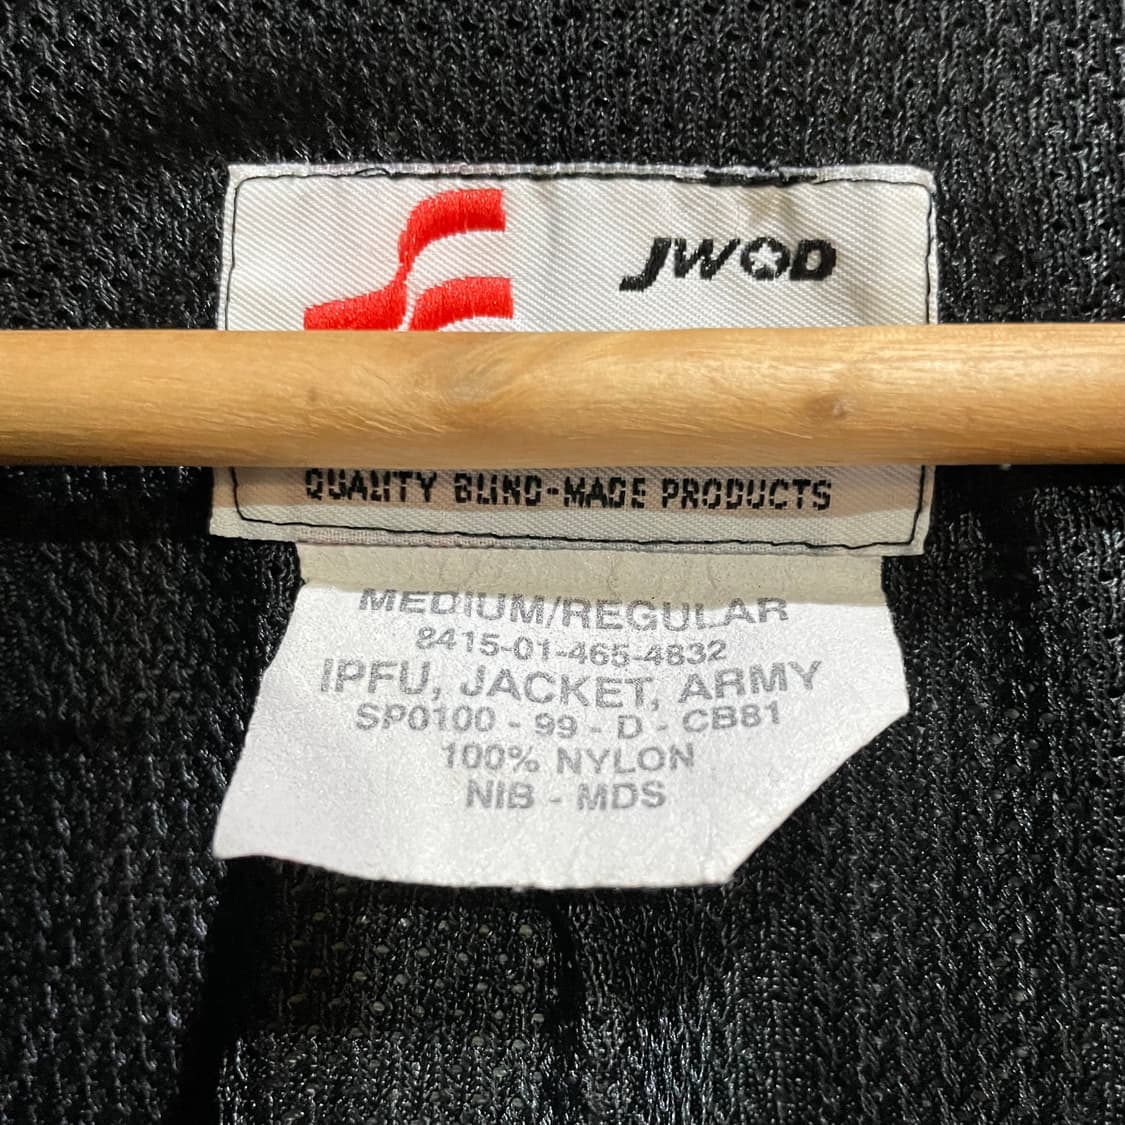 JWOD
QUALITY BLIND-MADE PRODUCTS
MEDIUM/REGULAR
8415-01-465-4832
IPFU, JACKET, ARMY
SP0100 - 99 - D - CB81
100% NYLON
NIB - MDS